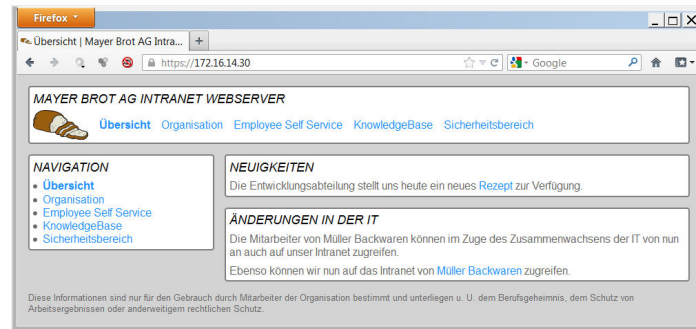 Firefox
Übersicht | Mayer Brot AG Intra...
https://172.16.14.30
Google
MAYER BROT AG INTRANET WEBSERVER
Übersicht Organisation Employee Self Service KnowledgeBase Sicherheitsbereich
NAVIGATION
Übersicht
Organisation
Employee Self Service
KnowledgeBase
Sicherheitsbereich
NEUIGKEITEN
Die Entwicklungsabteilung stellt uns heute ein neues Rezept zur Verfügung.
ÄNDERUNGEN IN DER IT
Die Mitarbeiter von Müller Backwaren können im Zuge des Zusammenwachsens der IT von nun
an auch auf unser Intranet zugreifen.
Ebenso können wir nun auf das Intranet von Müller Backwaren zugreifen.
Diese Informationen sind nur für den Gebrauch durch Mitarbeiter der Organisation bestimmt und unterliegen u. U. dem Berufsgeheimnis, dem Schutz von
Arbeitsergebnissen oder anderweitigem rechtlichen Schutz.